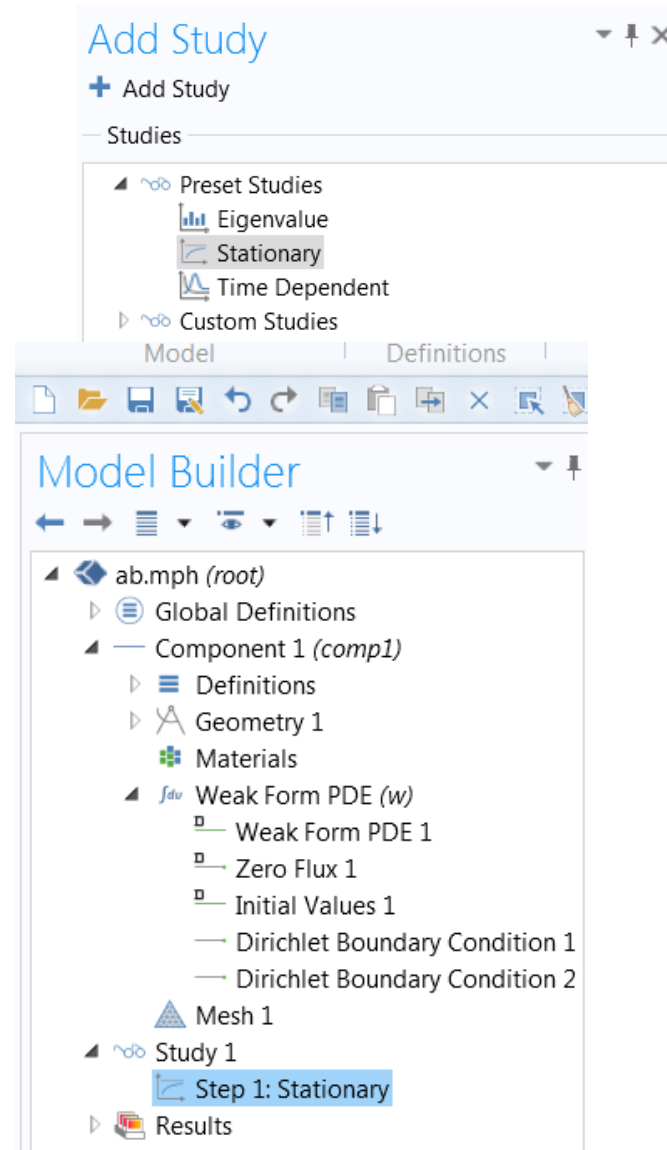 Add Study
Add Study
Studies
Preset Studies
Eigenvalue
Stationary
Time Dependent
Custom Studies
Model Definitions
Model Builder
ab.mph (root)
Global Definitions
Component 1 (comp1)
Definitions
Geometry 1
Materials
∫du Weak Form PDE (w)
D Weak Form PDE 1
D Zero Flux 1
D Initial Values 1
Dirichlet Boundary Condition 1
Dirichlet Boundary Condition 2
Mesh 1
Study 1
Step 1: Stationary
Results